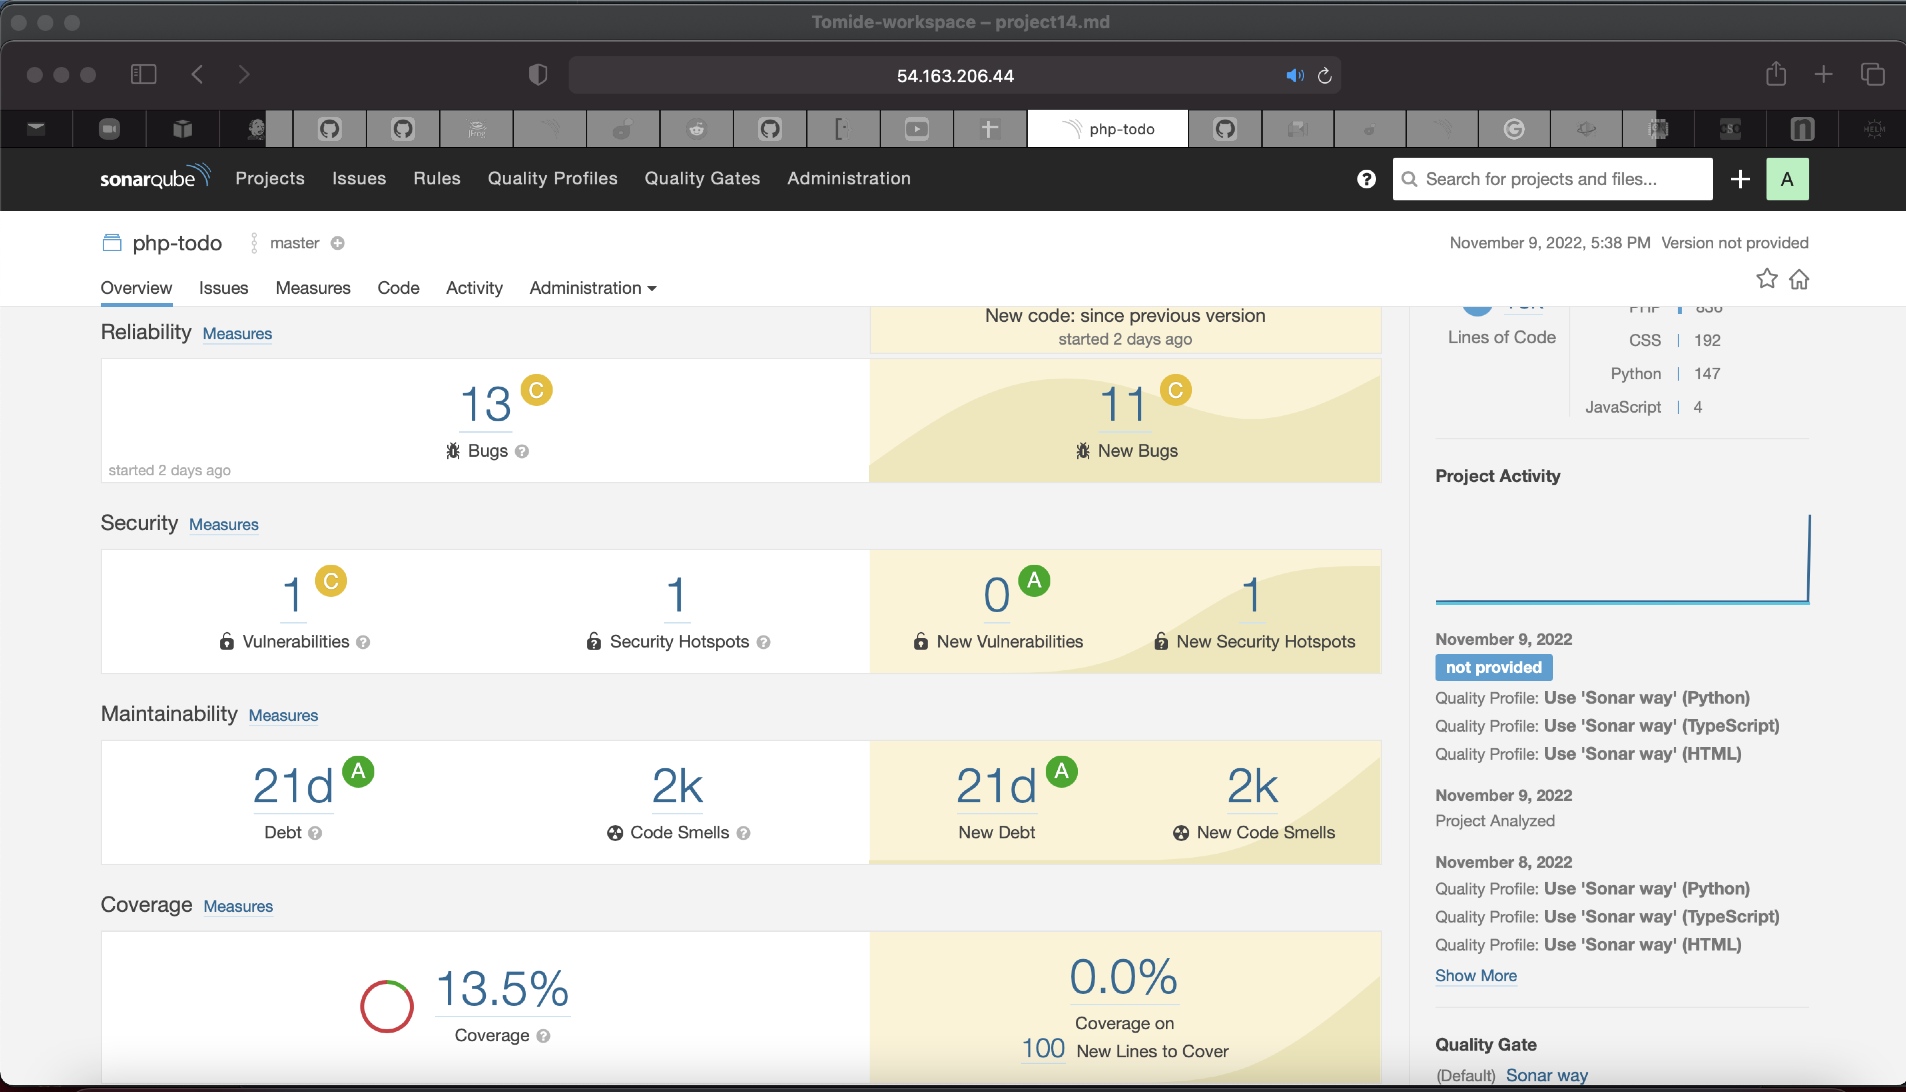 Tomide-workspace – project14.md
54.163.206.44
php-todo
sonarqube Projects Issues Rules Quality Profiles Quality Gates Administration
Search for projects and files...
A
php-todo master
November 9, 2022, 5:38 PM Version not provided
Overview Issues Measures Code Activity Administration
New code: since previous version
started 2 days ago
Reliability Measures
13 C
Bugs
started 2 days ago
11 C
New Bugs
Security Measures
1 C
Vulnerabilities
1
Security Hotspots
0 A
New Vulnerabilities
1
New Security Hotspots
Maintainability Measures
21d A
Debt
2k
Code Smells
21d A
New Debt
2k
New Code Smells
Coverage Measures
13.5%
Coverage
0.0%
Coverage on
100 New Lines to Cover
Lines of Code
PHP 836
CSS 192
Python 147
JavaScript 4
Project Activity
November 9, 2022
not provided
Quality Profile: Use 'Sonar way' (Python)
Quality Profile: Use 'Sonar way' (TypeScript)
Quality Profile: Use 'Sonar way' (HTML)
November 9, 2022
Project Analyzed
November 8, 2022
Quality Profile: Use 'Sonar way' (Python)
Quality Profile: Use 'Sonar way' (TypeScript)
Quality Profile: Use 'Sonar way' (HTML)
Show More
Quality Gate
(Default) Sonar way